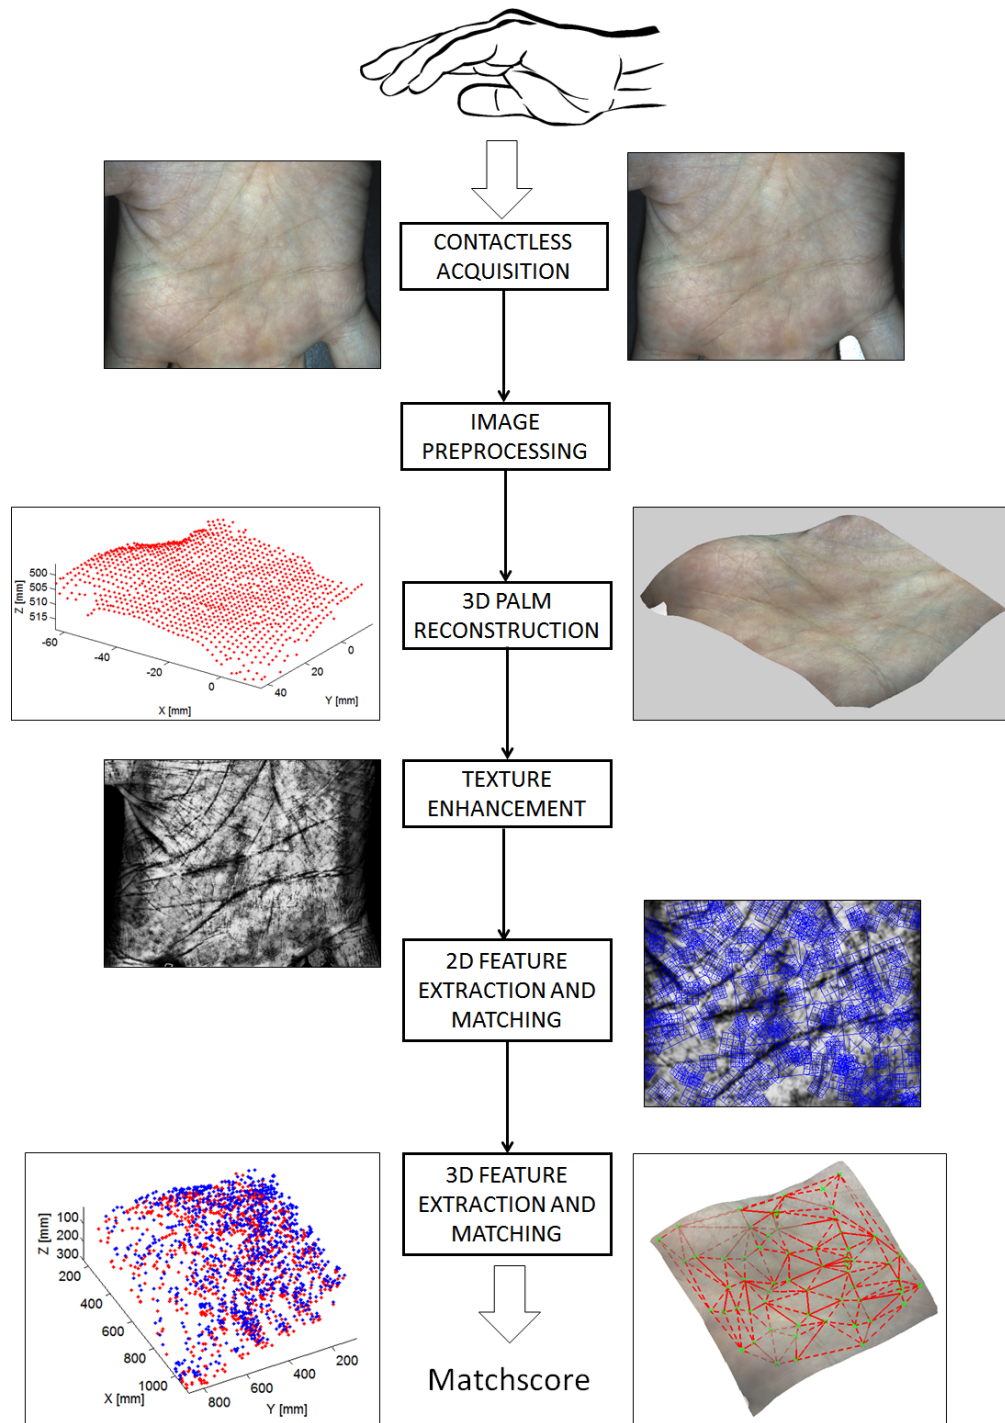 CONTACTLESS
ACQUISITION
IMAGE
PREPROCESSING
500
505
510
515
Z [mm]
-60
-40
-20
0
X [mm]
40
20
0
Y [mm]
3D PALM
RECONSTRUCTION
TEXTURE
ENHANCEMENT
2D FEATURE
EXTRACTION AND
MATCHING
100
200
300
Z [mm]
200
400
600
800
1000
X [mm]
800
600
400
200
Y [mm]
3D FEATURE
EXTRACTION AND
MATCHING
Matchscore